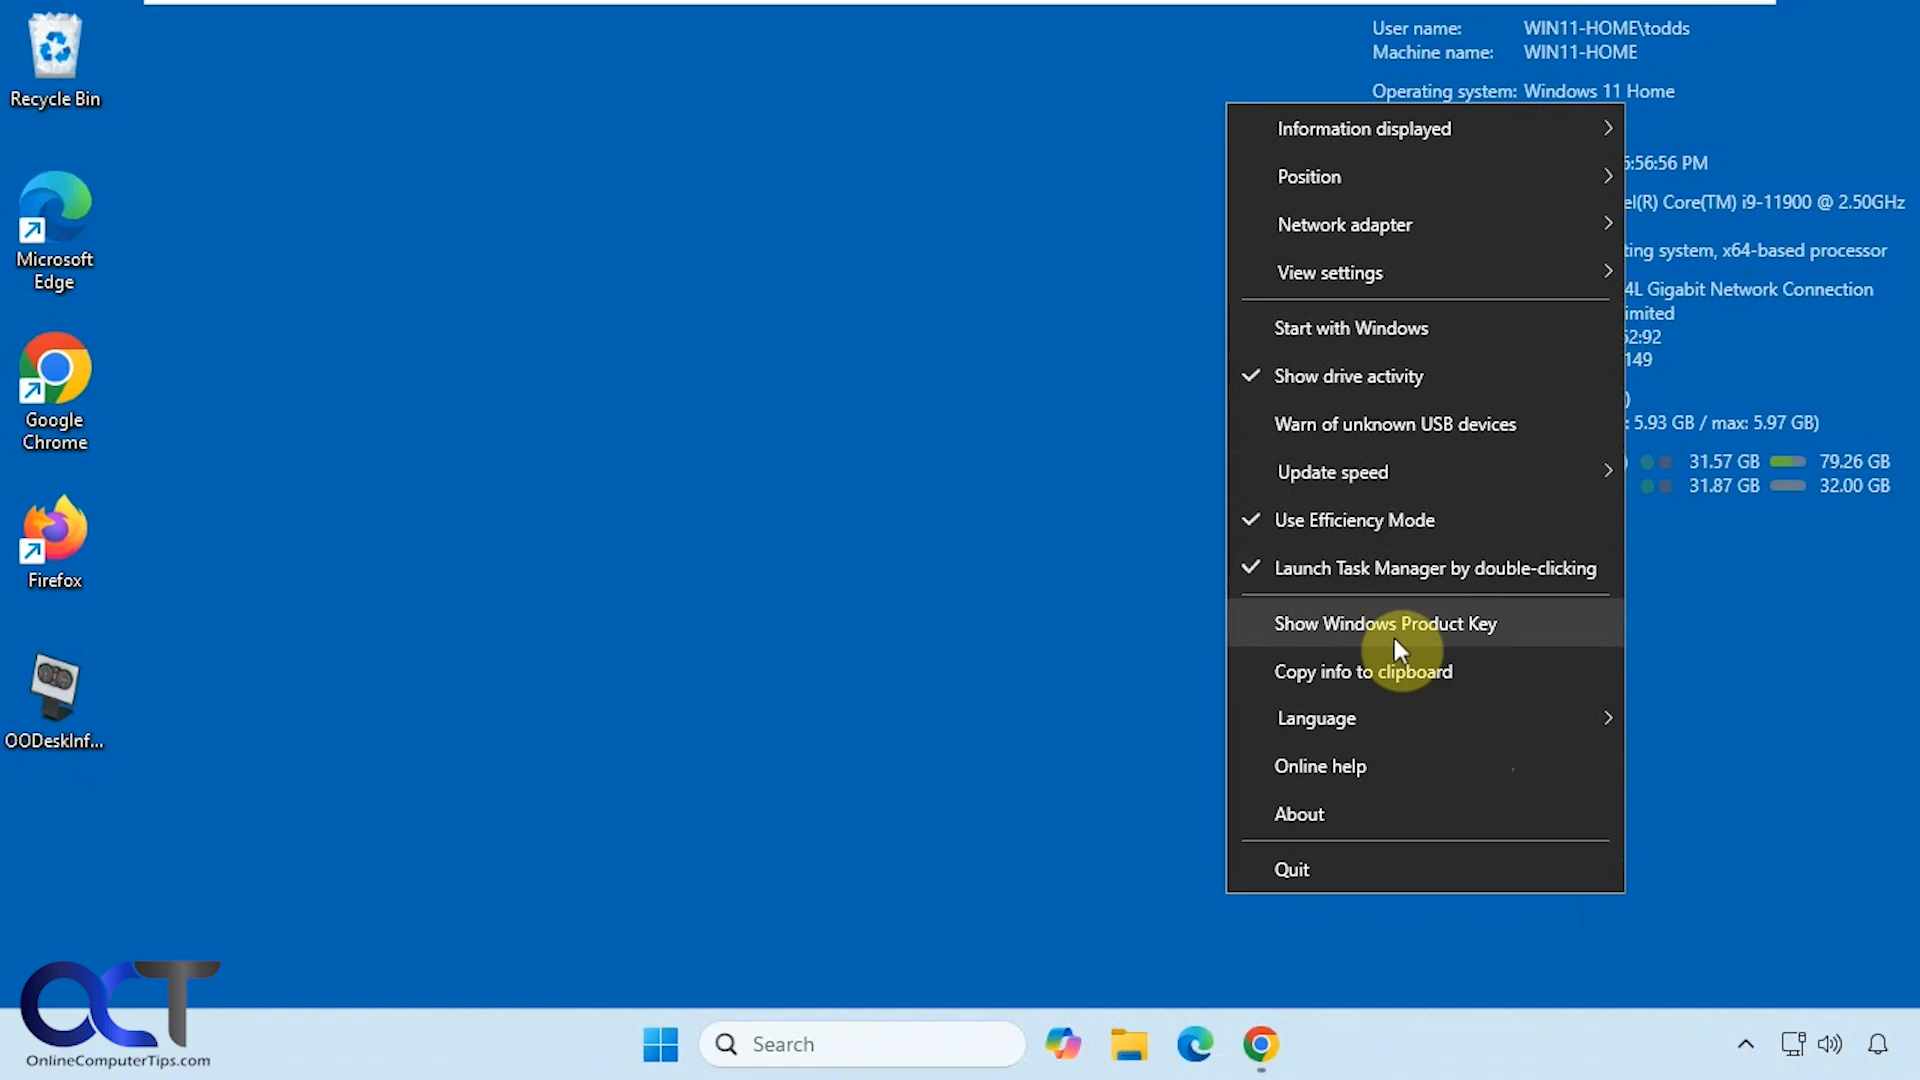 User name: WIN11-HOME\todds
Machine name: WIN11-HOME
Operating system: Windows 11 Home
5:56:56 PM
el(R) Core(TM) i9-11900 @ 2.50GHz
ting system, x64-based processor
4L Gigabit Network Connection
imited
52:92
149
)
: 5.93 GB / max: 5.97 GB)
) 31.57 GB 79.26 GB
31.87 GB 32.00 GB
Information displayed
Position
Network adapter
View settings
Start with Windows
Show drive activity
Warn of unknown USB devices
Update speed
Use Efficiency Mode
Launch Task Manager by double-clicking
Show Windows Product Key
Copy info to clipboard
Language
Online help
About
Quit
Recycle Bin
Microsoft
Edge
Google
Chrome
Firefox
OODeskInf...
OCT
OnlineComputerTips.com
Search